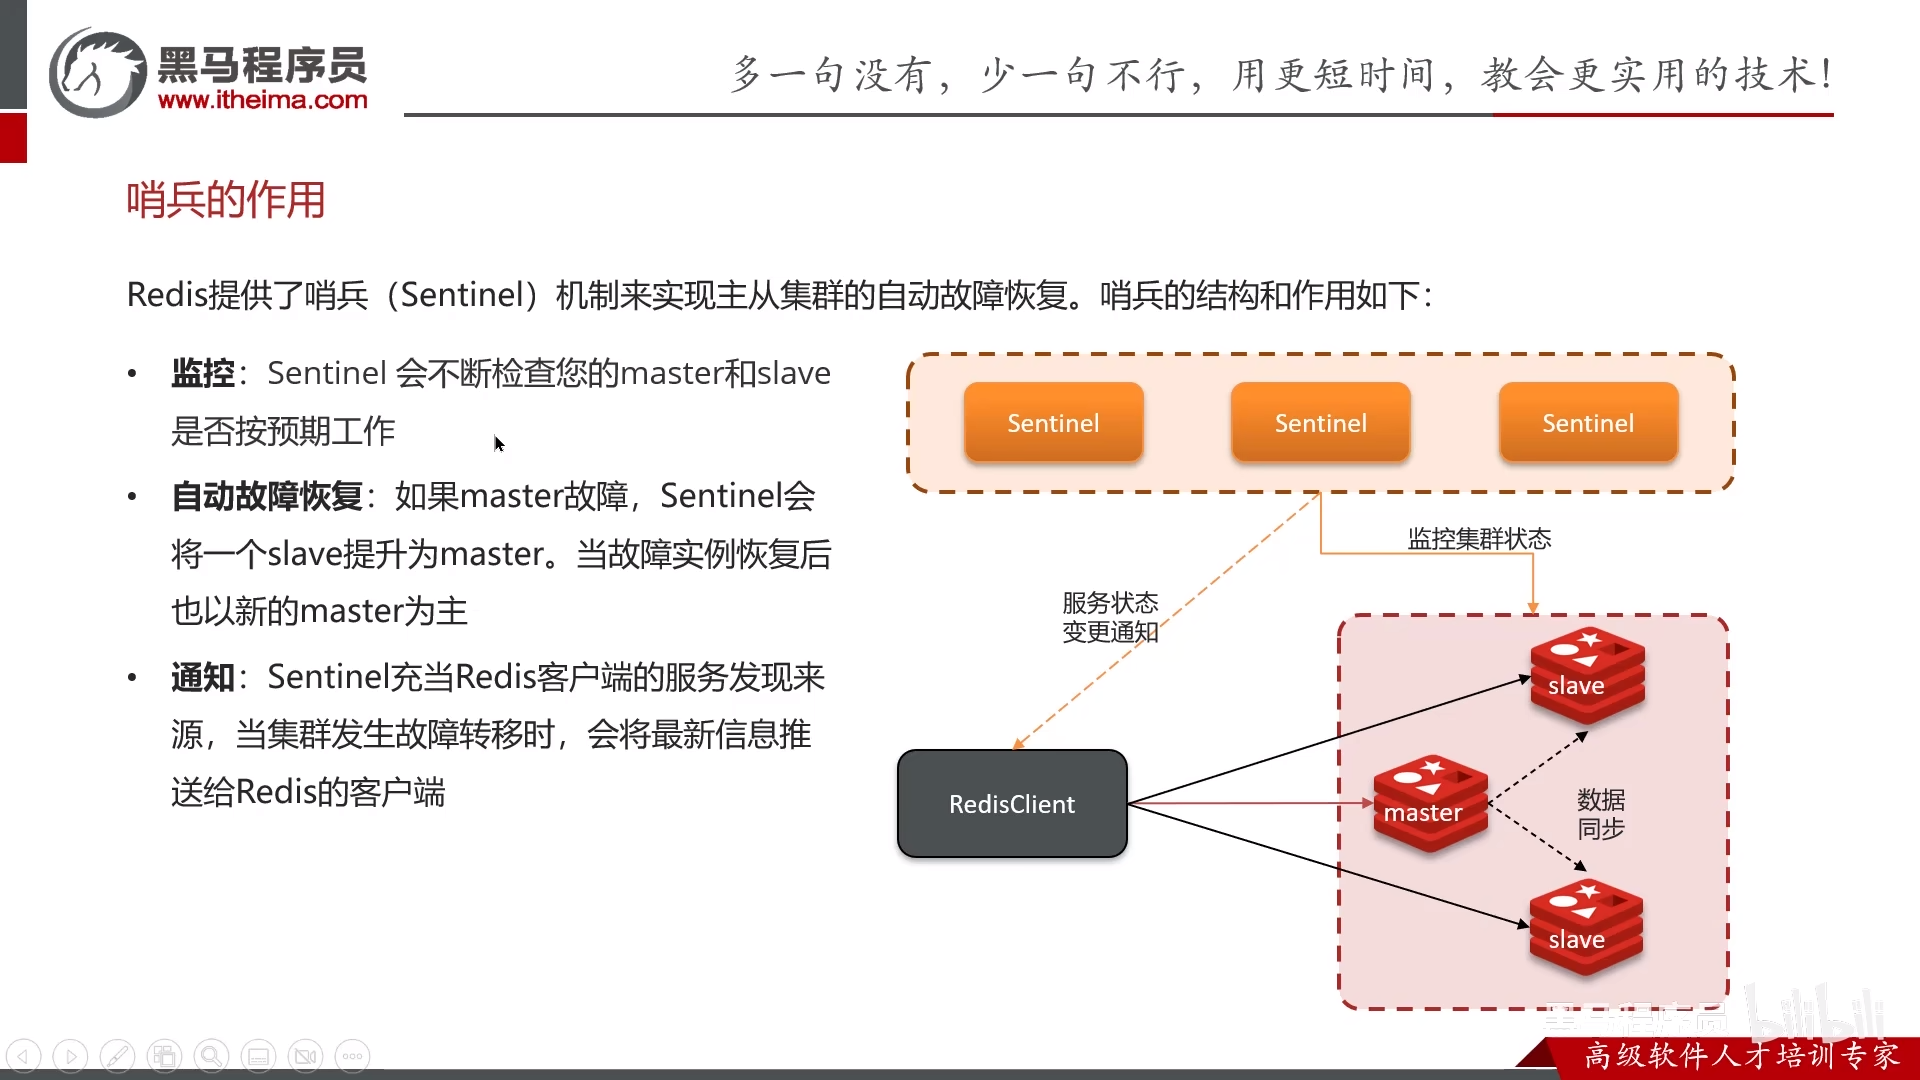 黑马程序员
www.itheima.com
多一句没有，少一句不行，用更短时间，教会更实用的技术！
哨兵的作用
Redis提供了哨兵（Sentinel）机制来实现主从集群的自动故障恢复。哨兵的结构和作用如下：
• 监控：Sentinel 会不断检查您的master和slave
是否按预期工作
• 自动故障恢复：如果master故障，Sentinel会
将一个slave提升为master。当故障实例恢复后
也以新的master为主
• 通知：Sentinel充当Redis客户端的服务发现来
源，当集群发生故障转移时，会将最新信息推
送给Redis的客户端
Sentinel
Sentinel
Sentinel
监控集群状态
服务状态
变更通知
slave
RedisClient
master
数据
同步
slave
黑马程序员
bilibili
高级软件人才培训专家